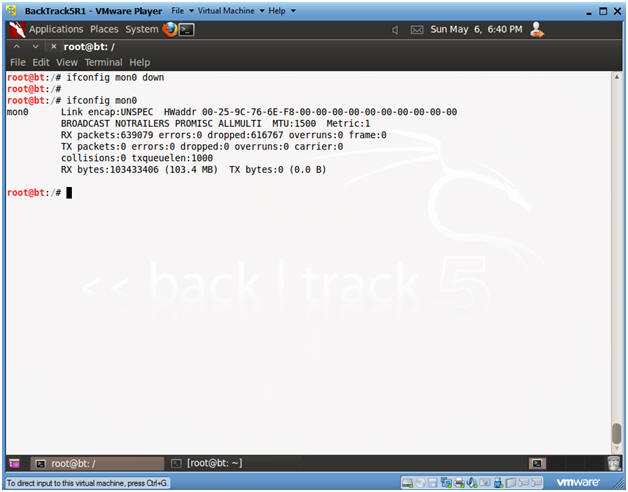 BackTrack5R1 - VMware Player File Virtual Machine Help
Applications Places System Sun May 6, 6:40 PM
root@bt: /
File Edit View Terminal Help
root@bt:/# ifconfig mon0 down
root@bt:/#
root@bt:/# ifconfig mon0
mon0 Link encap:UNSPEC HWaddr 00-25-9C-76-6E-F8-00-00-00-00-00-00-00-00-00-00
BROADCAST NOTRAILERS PROMISC ALLMULTI MTU:1500 Metric:1
RX packets:639079 errors:0 dropped:616767 overruns:0 frame:0
TX packets:0 errors:0 dropped:0 overruns:0 carrier:0
collisions:0 txqueuelen:1000
RX bytes:103433406 (103.4 MB) TX bytes:0 (0.0 B)
root@bt:/#
<< back | track 5
root@bt: / [root@bt: ~]
To direct input to this virtual machine, press Ctrl+G. vmware